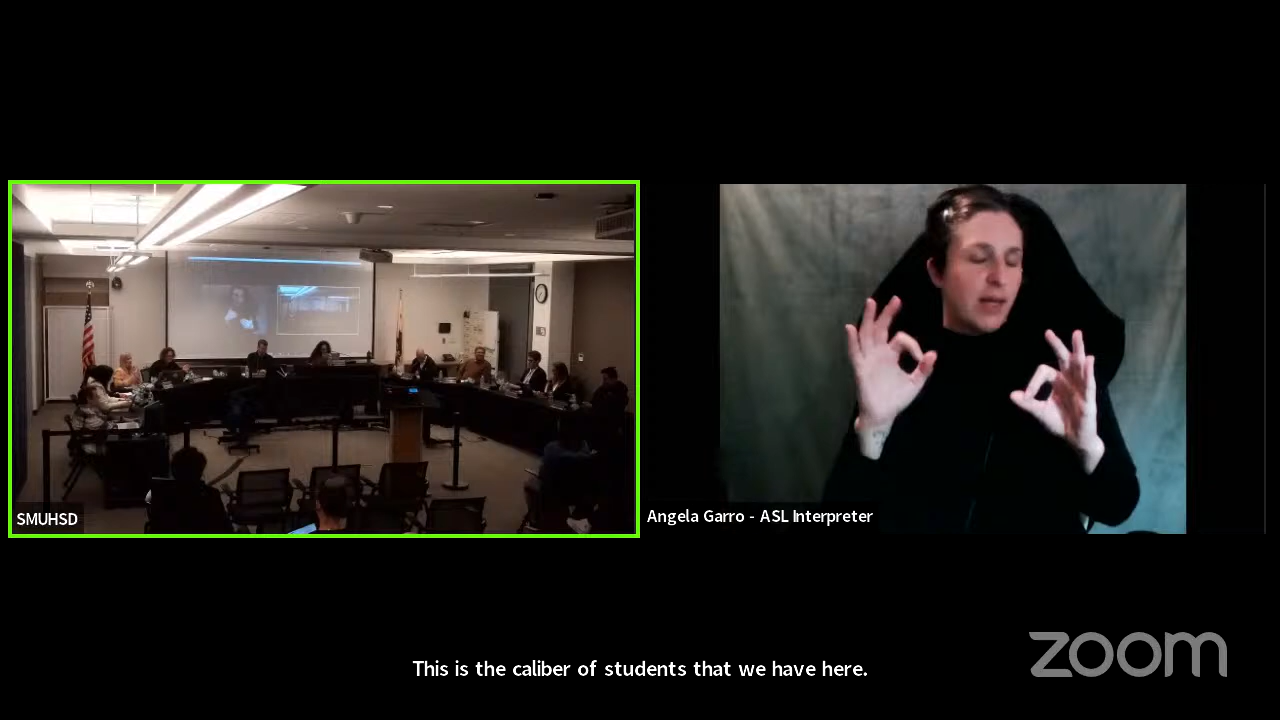 SMUHSD
Angela Garro - ASL Interpreter
This is the caliber of students that we have here.
zoom